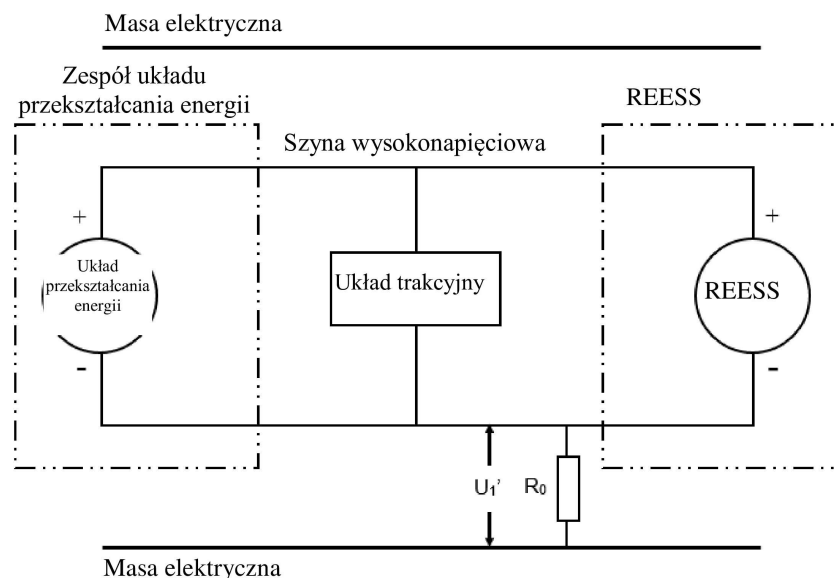 Masa elektryczna
Zespół układu
przekształcania energii
REESS
Szyna wysokonapięciowa
+
+
Układ
przekształcania
energii
Układ trakcyjny
REESS
-
-
U₁’
R₀
Masa elektryczna